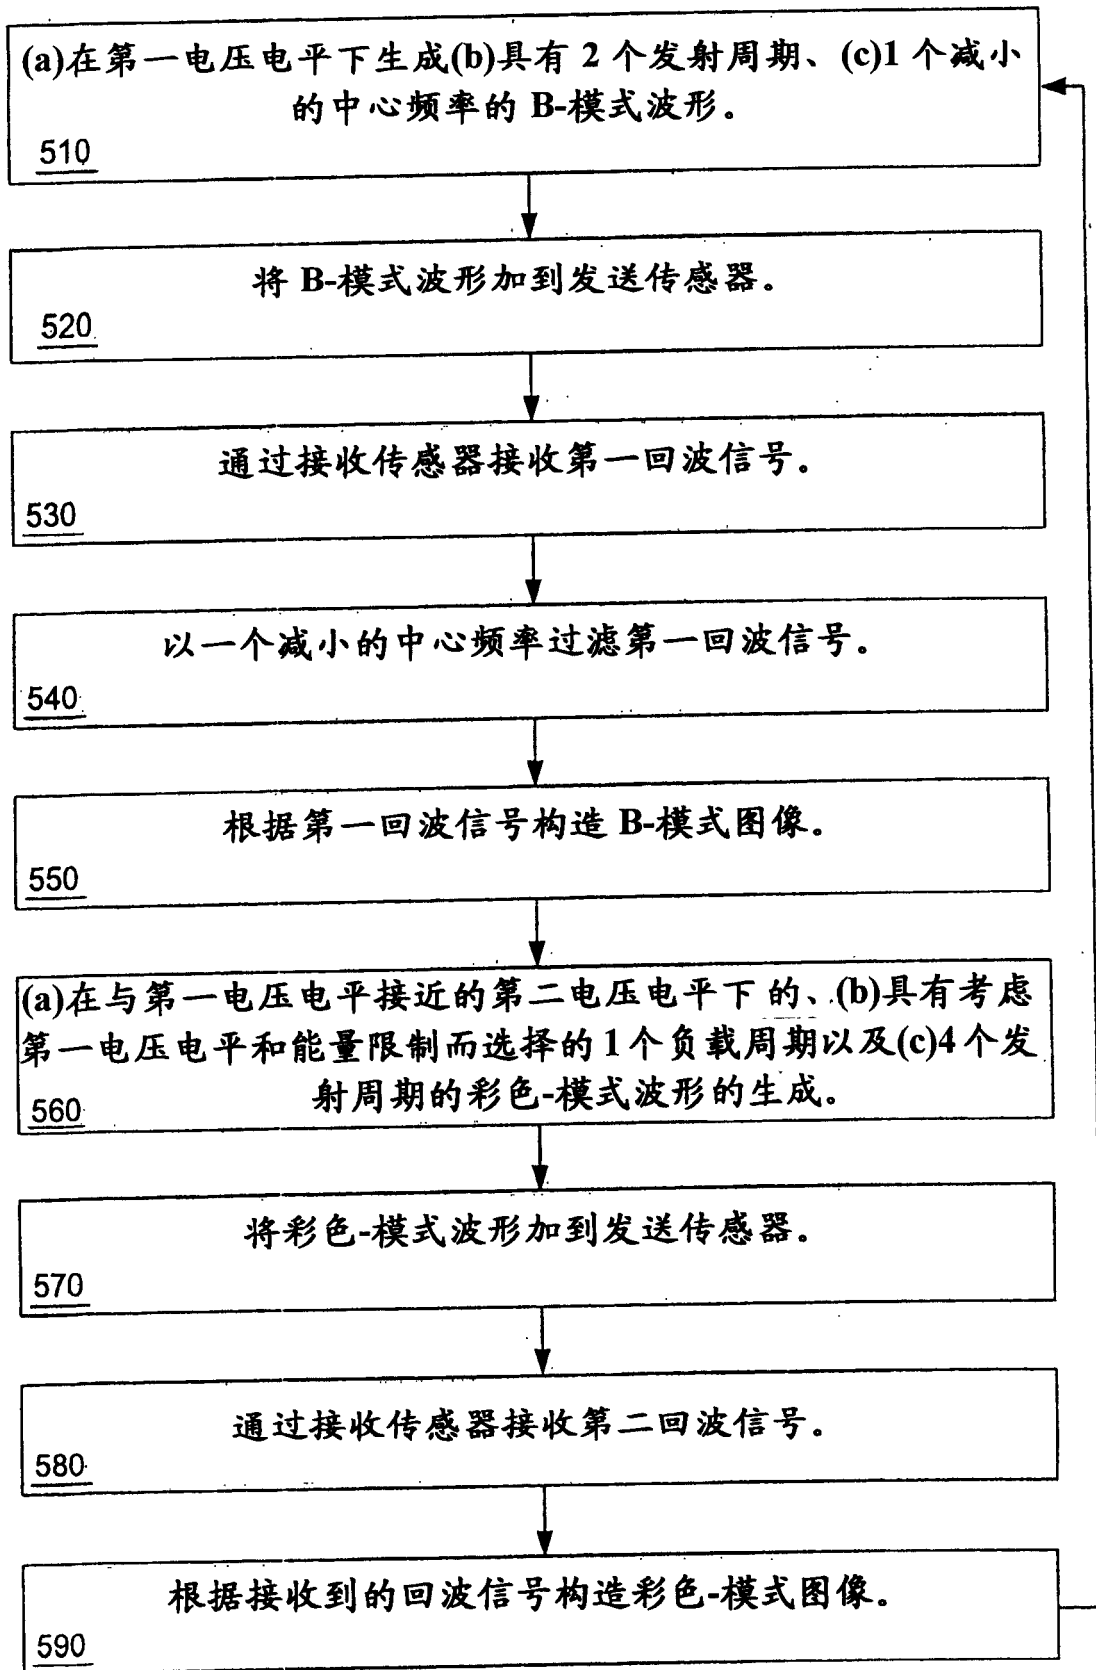 (a)在第一电压电平下生成(b)具有 2 个发射周期、(c)1 个减小
的中心频率的 B-模式波形。
510
将 B-模式波形加到发送传感器。
520
通过接收传感器接收第一回波信号。
530
以一个减小的中心频率过滤第一回波信号。
540
根据第一回波信号构造 B-模式图像。
550
(a)在与第一电压电平接近的第二电压电平下的、(b)具有考虑
第一电压电平和能量限制而选择的 1 个负载周期以及(c)4 个发
射周期的彩色-模式波形的生成。
560
将彩色-模式波形加到发送传感器。
570
通过接收传感器接收第二回波信号。
580
根据接收到的回波信号构造彩色-模式图像。
590